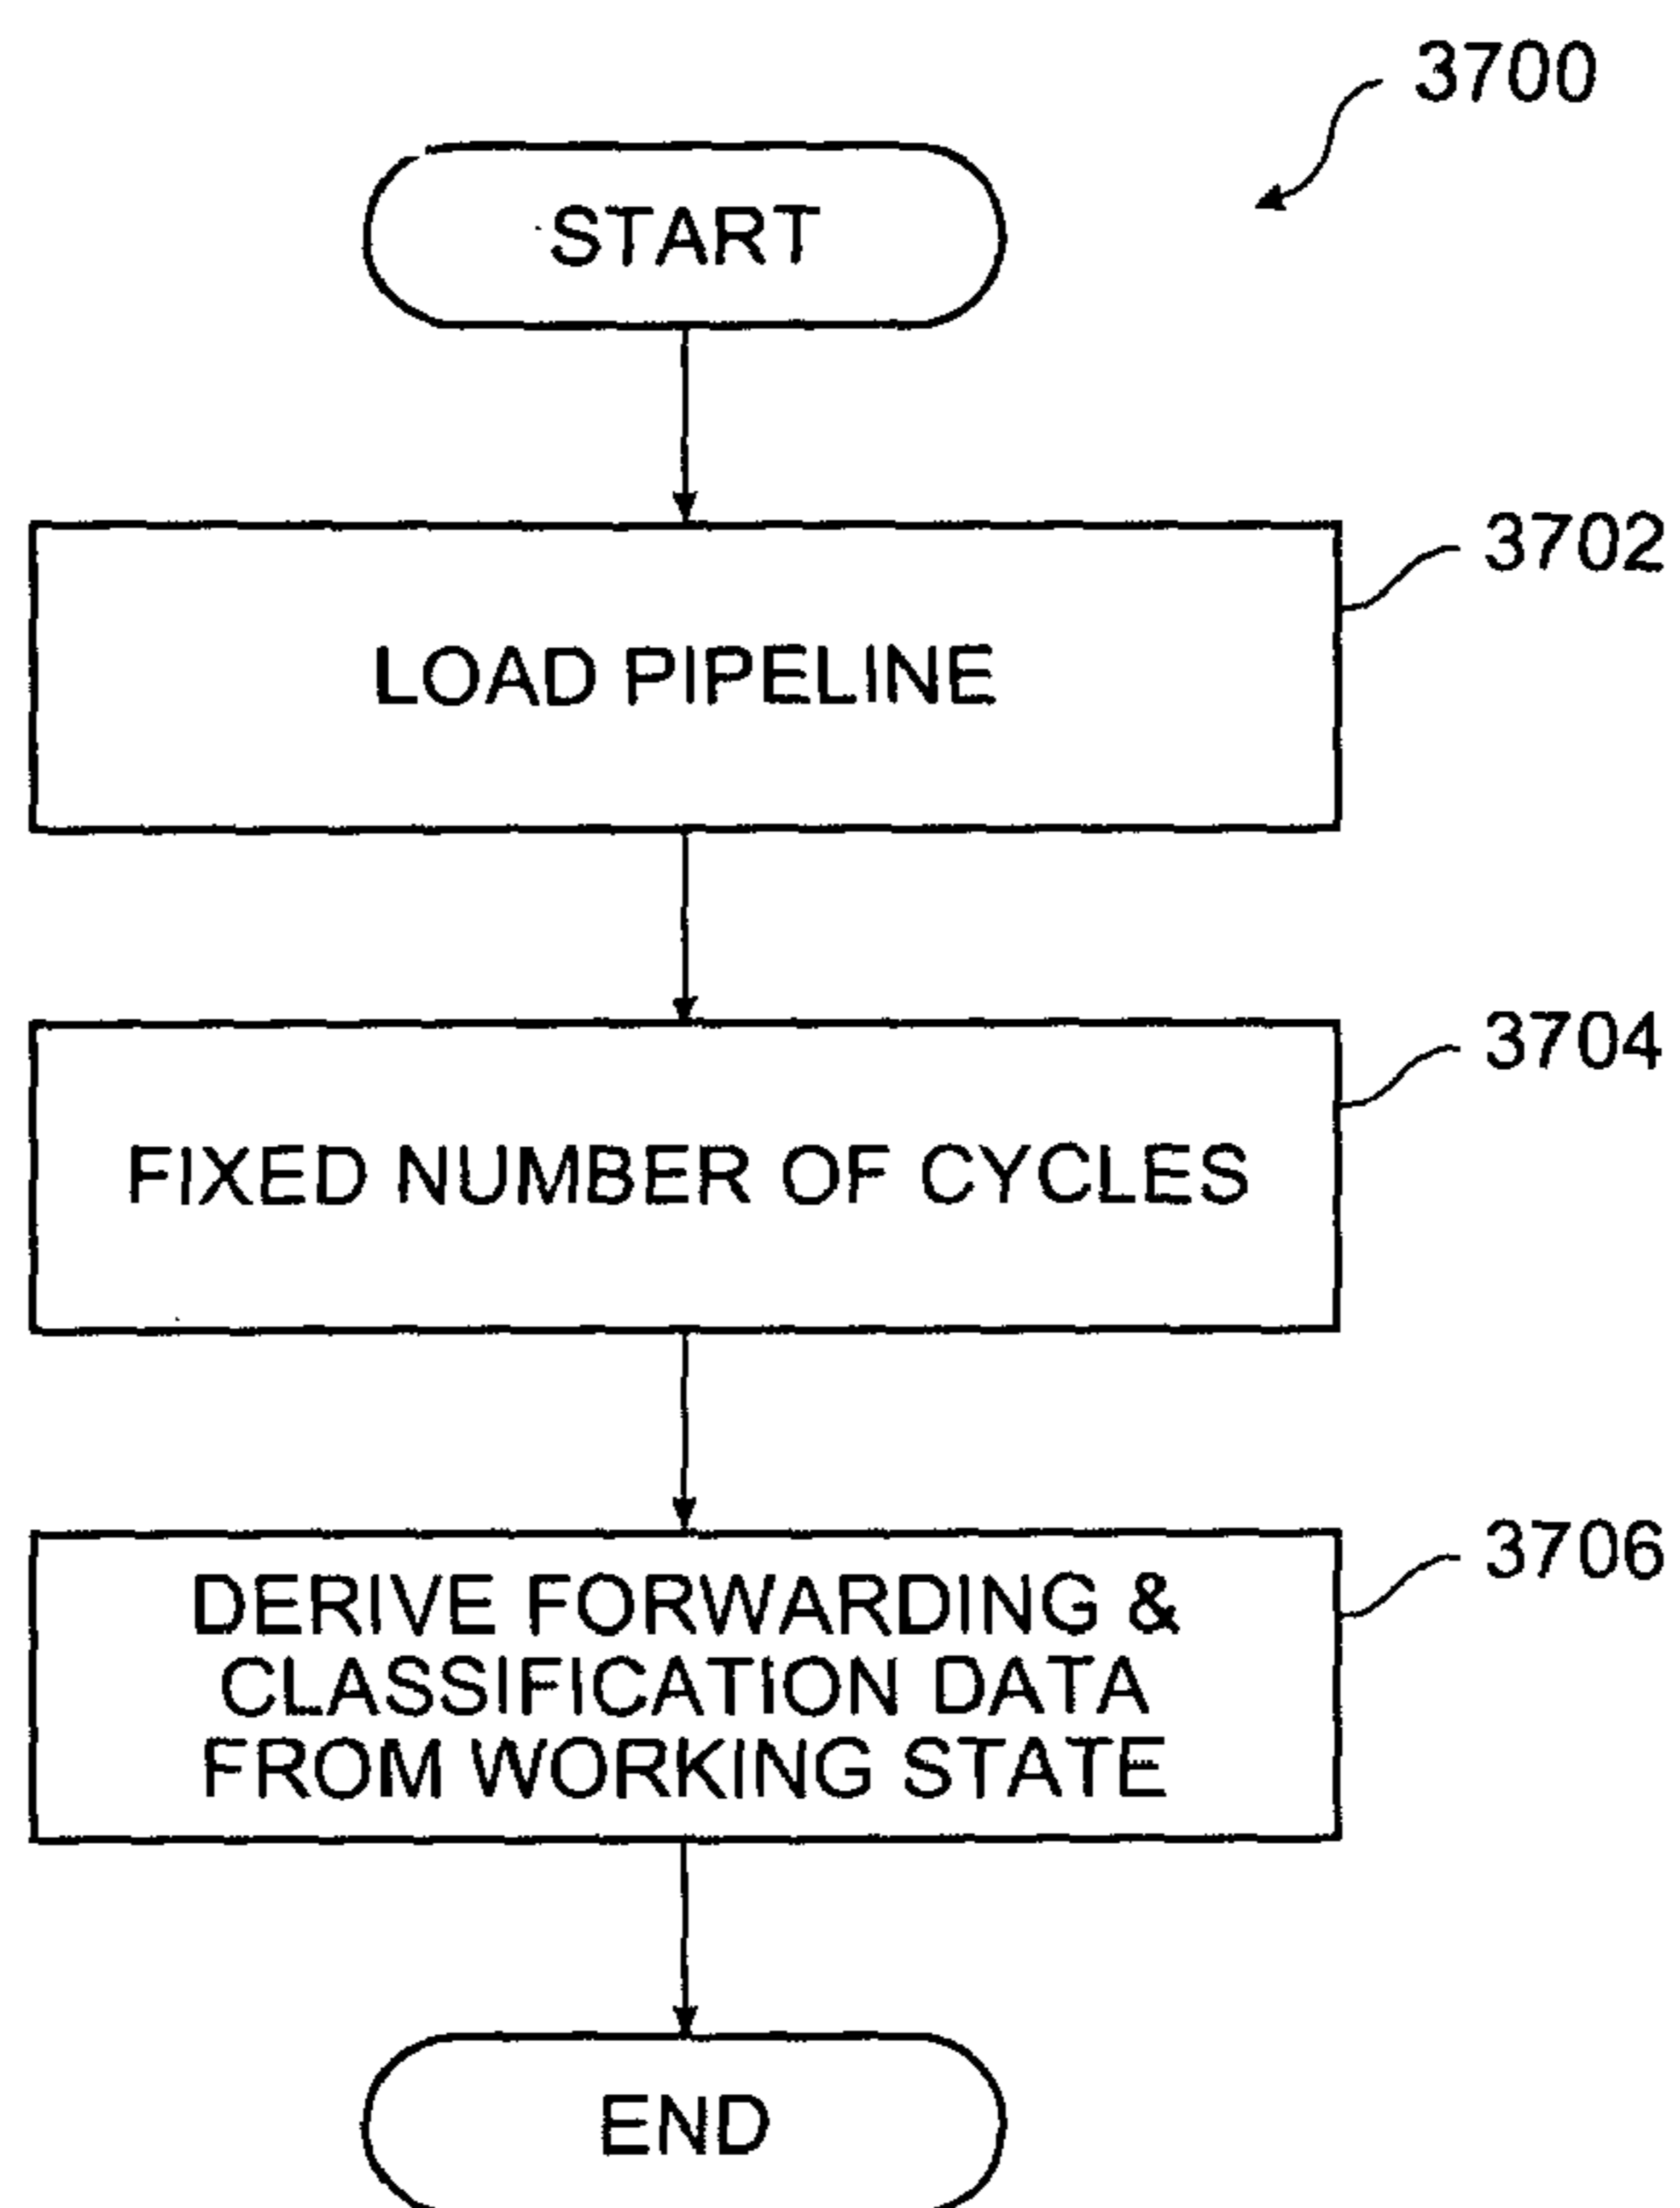 3700
START
3702
LOAD PIPELINE
3704
FIXED NUMBER OF CYCLES
3706
DERIVE FORWARDING &
CLASSIFICATION DATA
FROM WORKING STATE
END